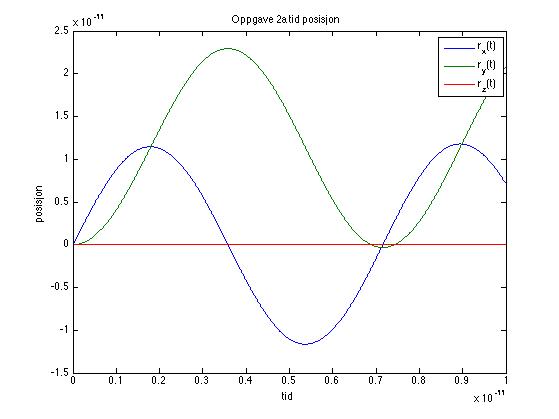 Oppgave 2a tid posisjon
x 10^-11
2.5
2
1.5
1
0.5
0
-0.5
-1
-1.5
posisjon
r_x(t)
r_y(t)
r_z(t)
0 0.1 0.2 0.3 0.4 0.5 0.6 0.7 0.8 0.9 1
tid
x 10^-11